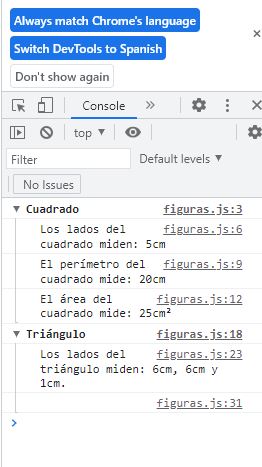 Always match Chrome's language
Switch DevTools to Spanish
Don't show again
Console
top
Filter
Default levels
No Issues
Cuadrado figuras.js:3
Los lados del figuras.js:6
cuadrado miden: 5cm
El perímetro del figuras.js:9
cuadrado mide: 20cm
El área del figuras.js:12
cuadrado mide: 25cm²
Triángulo figuras.js:18
Los lados del figuras.js:23
triángulo miden: 6cm, 6cm y
1cm.
figuras.js:31